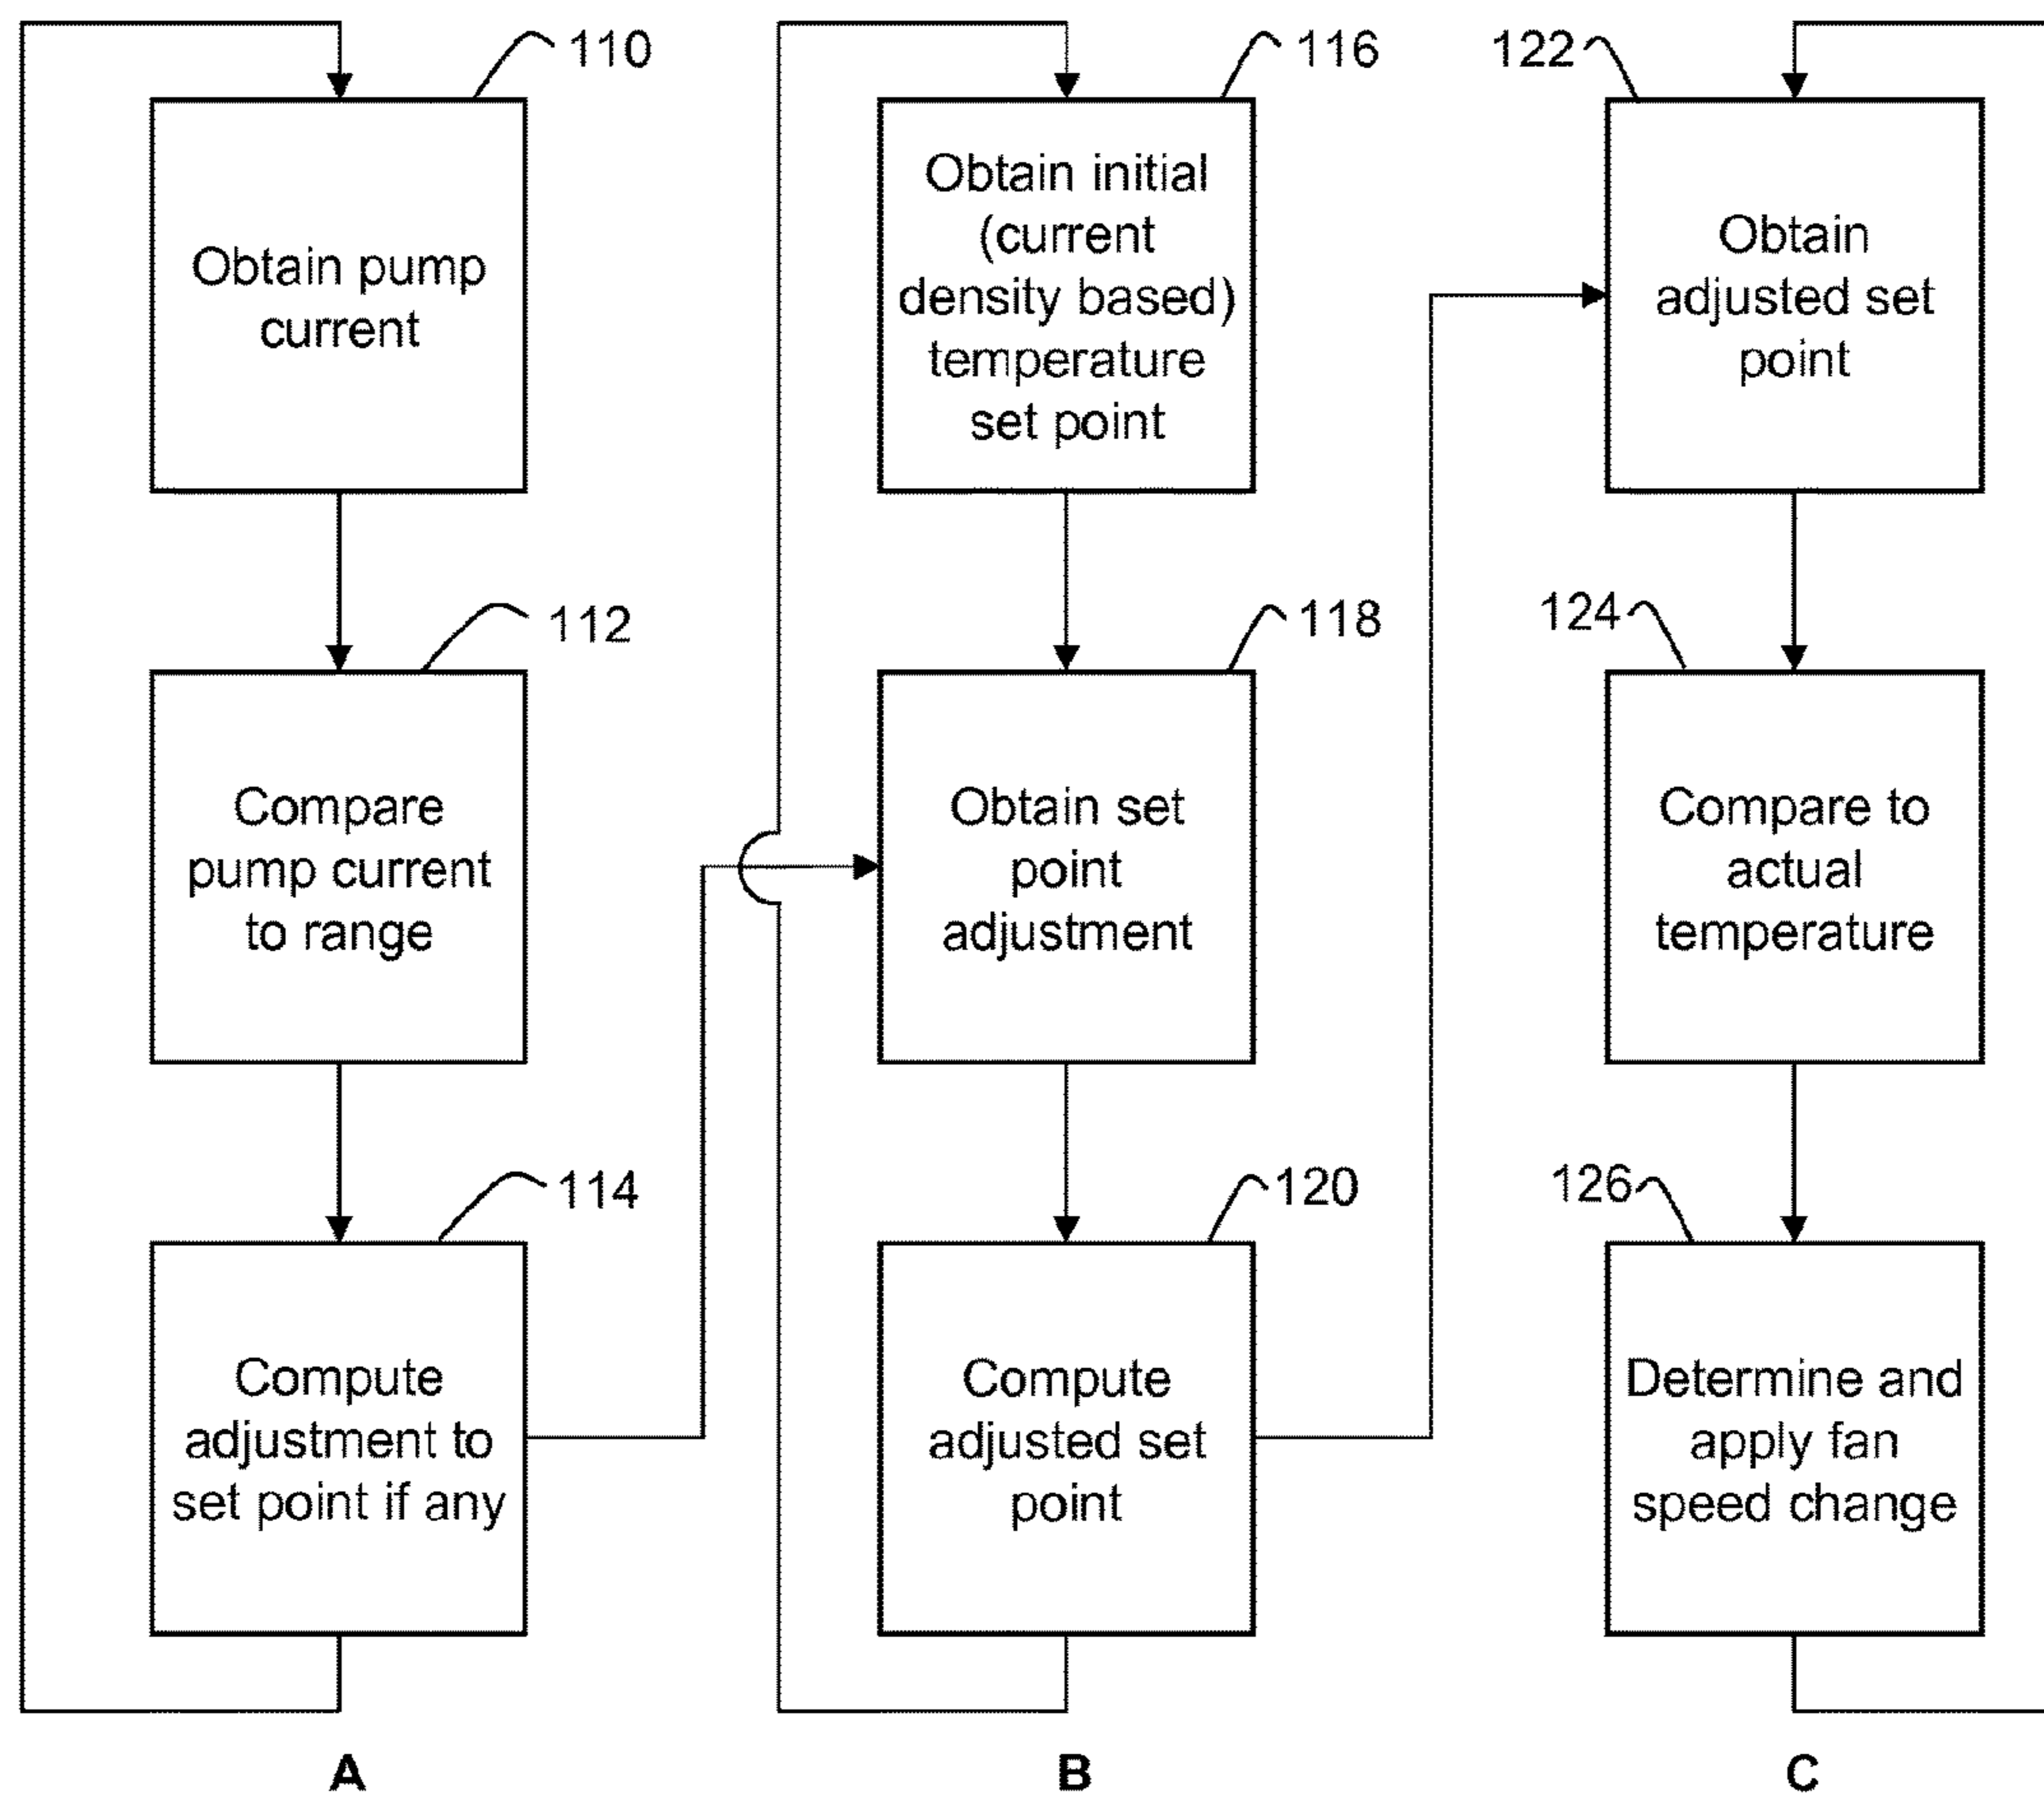 110
Obtain pump
current
112
Compare
pump current
to range
114
Compute
adjustment to
set point if any
A
116
Obtain initial
(current
density based)
temperature
set point
118
Obtain set
point
adjustment
120
Compute
adjusted set
point
B
122
Obtain
adjusted set
point
124
Compare to
actual
temperature
126
Determine and
apply fan
speed change
C